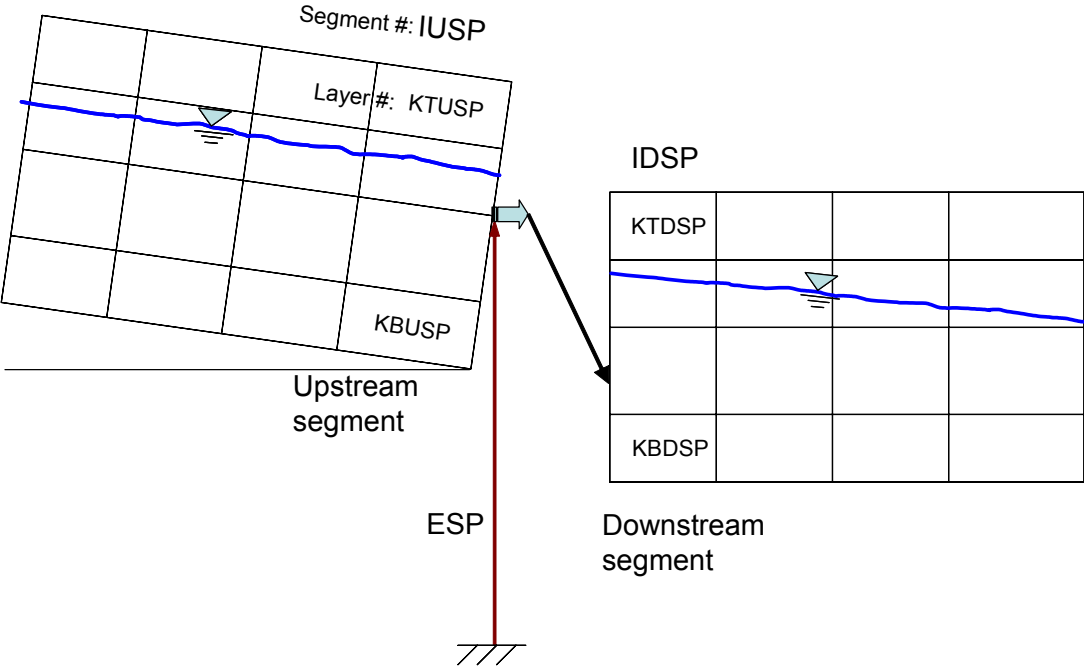 Segment #: IUSP
Layer #: KTUSP
KBUSP
Upstream
segment
ESP
IDSP
KTDSP
KBDSP
Downstream
segment